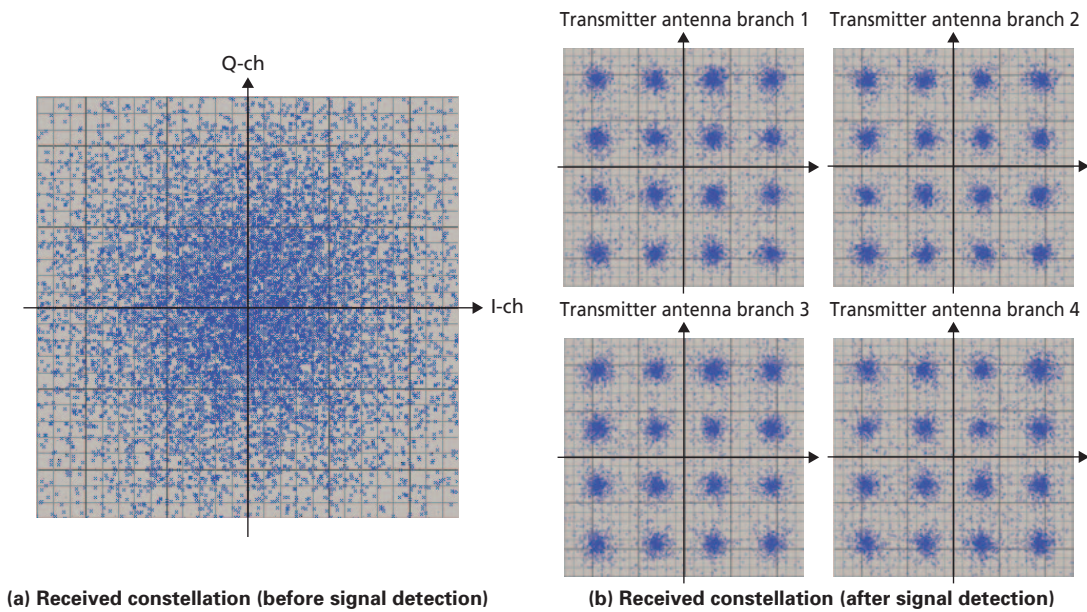 Q-ch
I-ch
(a) Received constellation (before signal detection)
Transmitter antenna branch 1
Transmitter antenna branch 2
Transmitter antenna branch 3
Transmitter antenna branch 4
(b) Received constellation (after signal detection)